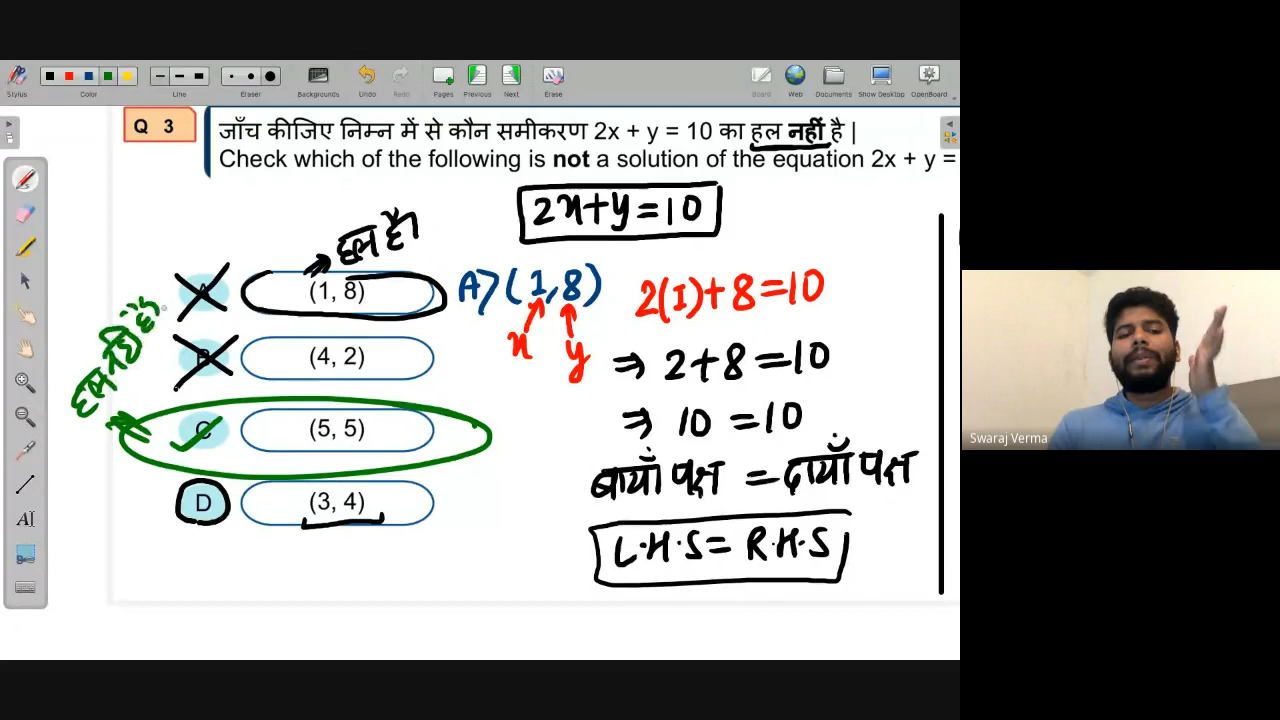 Stylus
Color
Line
Eraser
Backgrounds
Undo
Redo
Pages
Previous
Next
Erase
Board
Web
Documents
Show Desktop
OpenBoard
Q 3
जाँच कीजिए निम्न में से कौन समीकरण 2x + y = 10 का हल नहीं है |
Check which of the following is not a solution of the equation 2x + y =
2x+y=10
हल है।
A
(1, 8)
A> (1, 8)
x
y
2(1)+8=10
B
(4, 2)
⇒ 2+8=10
हल नहीं है
C
(5, 5)
⇒ 10 = 10
बायाँ पक्ष = दायाँ पक्ष
D
(3, 4)
L.H.S = R.H.S
Swaraj Verma